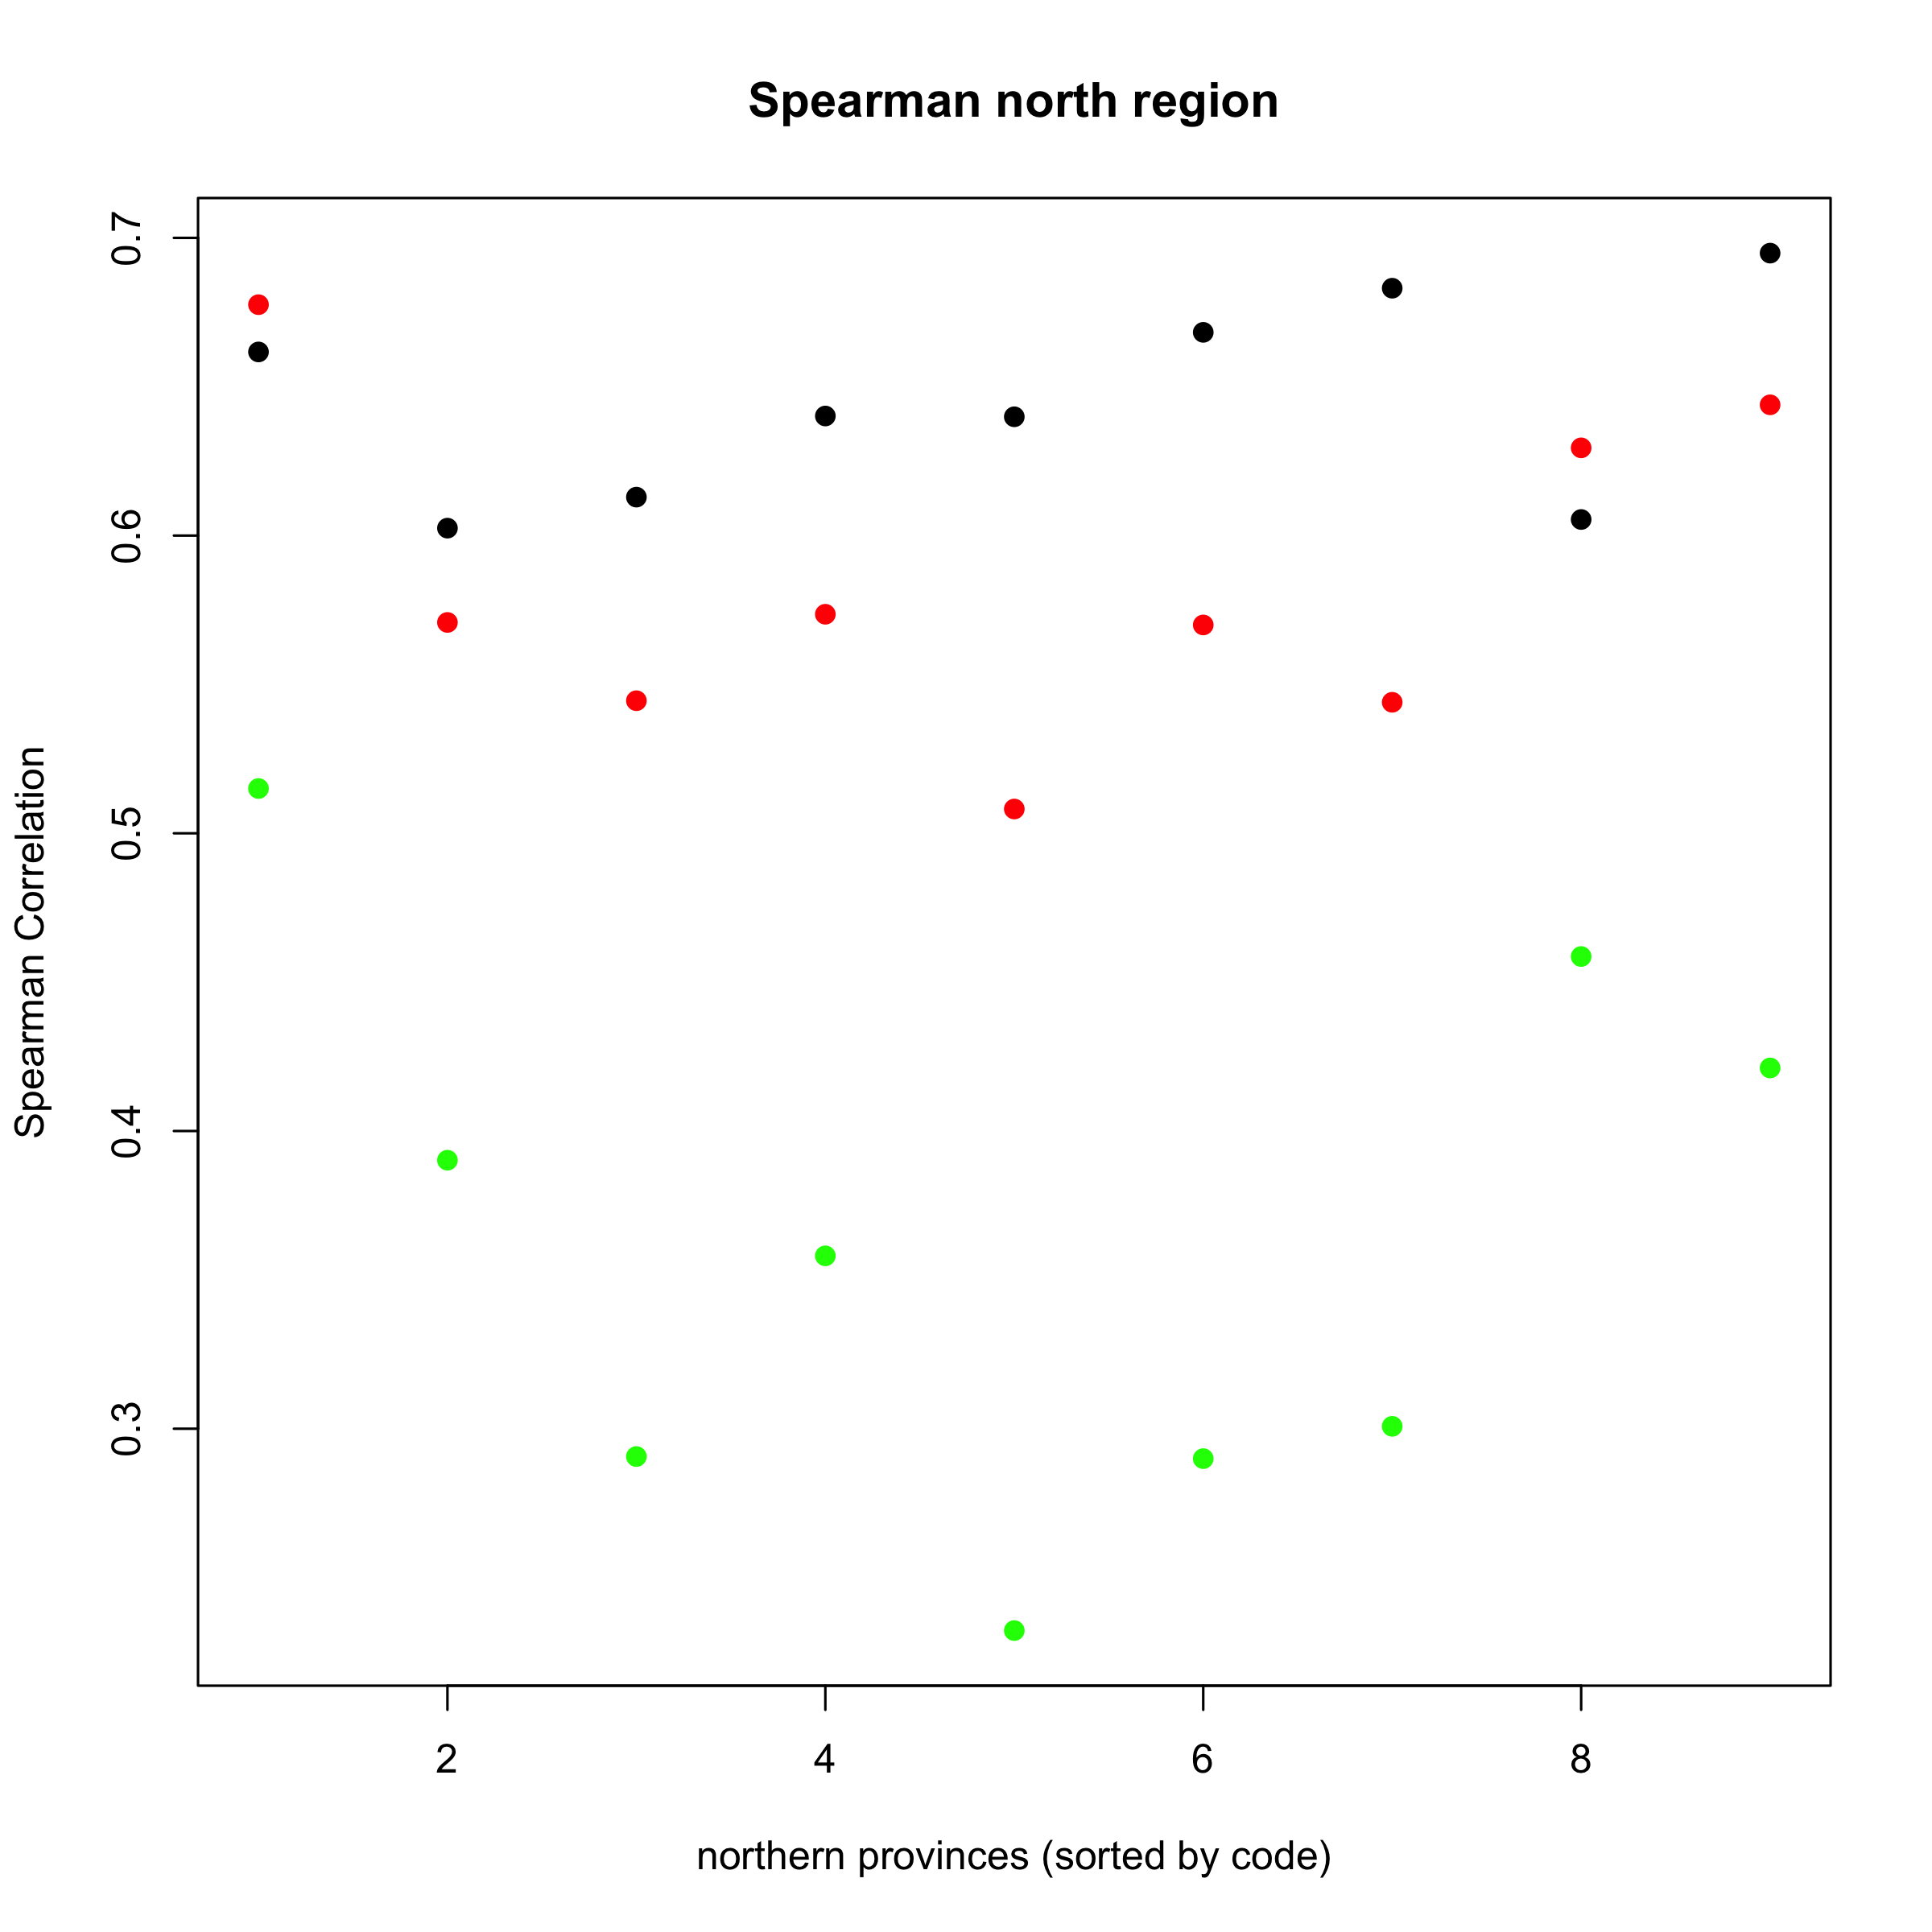 Spearman north region
Spearman Correlation
0.7
0.6
0.5
0.4
0.3
2 4 6 8
northern provinces (sorted by code)